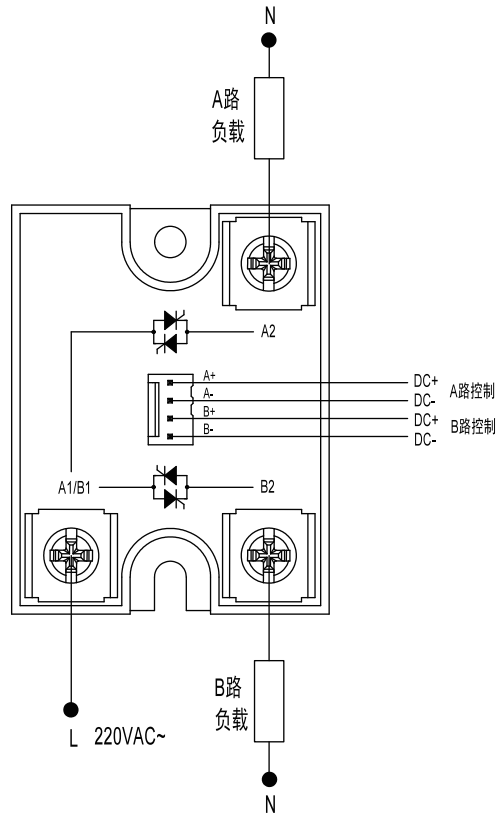 N
A路
负载
A2
A+
A-
B+
B-
DC+
DC-
DC+
DC-
A路控制
B路控制
A1/B1
B2
B路
负载
L 220VAC~
N